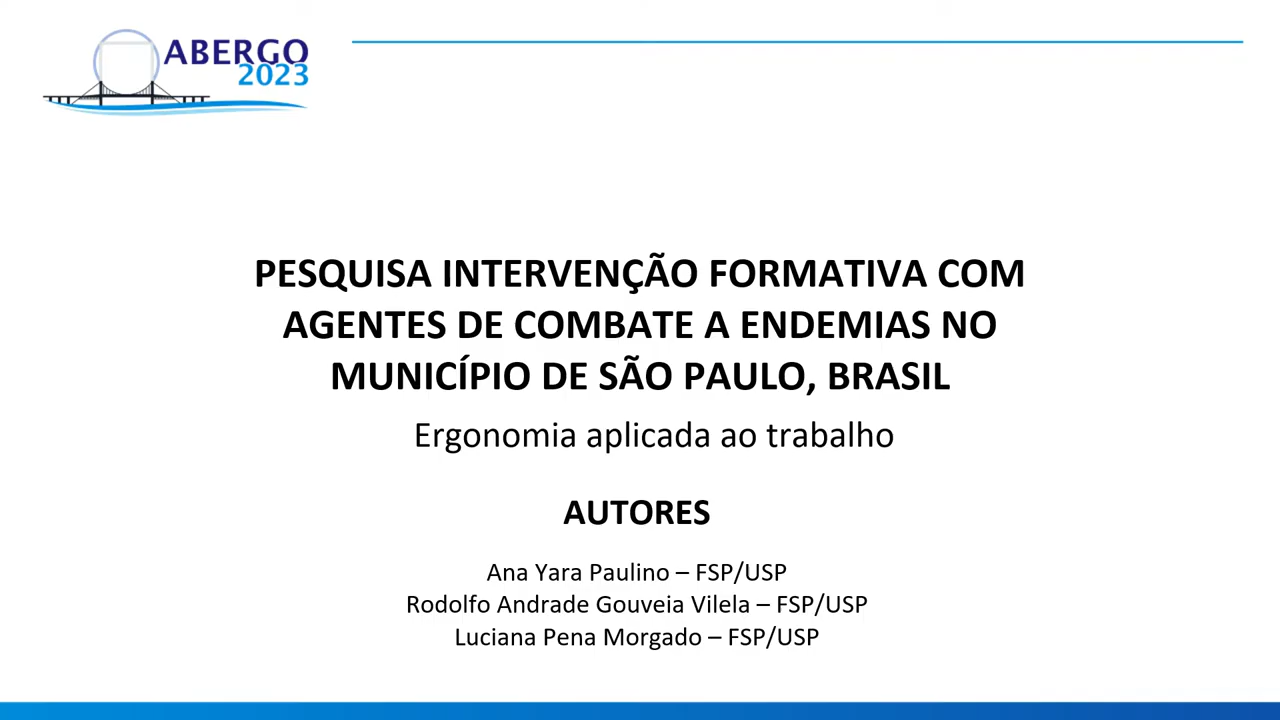 ABERGO
2023
PESQUISA INTERVENÇÃO FORMATIVA COM
AGENTES DE COMBATE A ENDEMIAS NO
MUNICÍPIO DE SÃO PAULO, BRASIL
Ergonomia aplicada ao trabalho
AUTORES
Ana Yara Paulino – FSP/USP
Rodolfo Andrade Gouveia Vilela – FSP/USP
Luciana Pena Morgado – FSP/USP